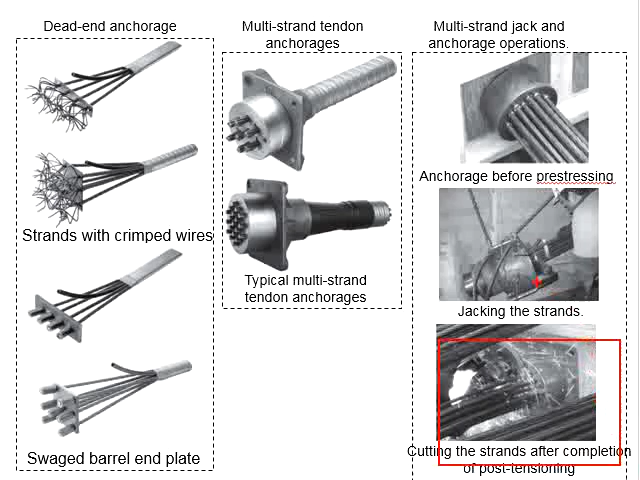 Dead-end anchorage
Strands with crimped wires
Swaged barrel end plate
Multi-strand tendon
anchorages
Typical multi-strand
tendon anchorages
Multi-strand jack and
anchorage operations.
Anchorage before prestressing
Jacking the strands.
Cutting the strands after completion
of post-tensioning